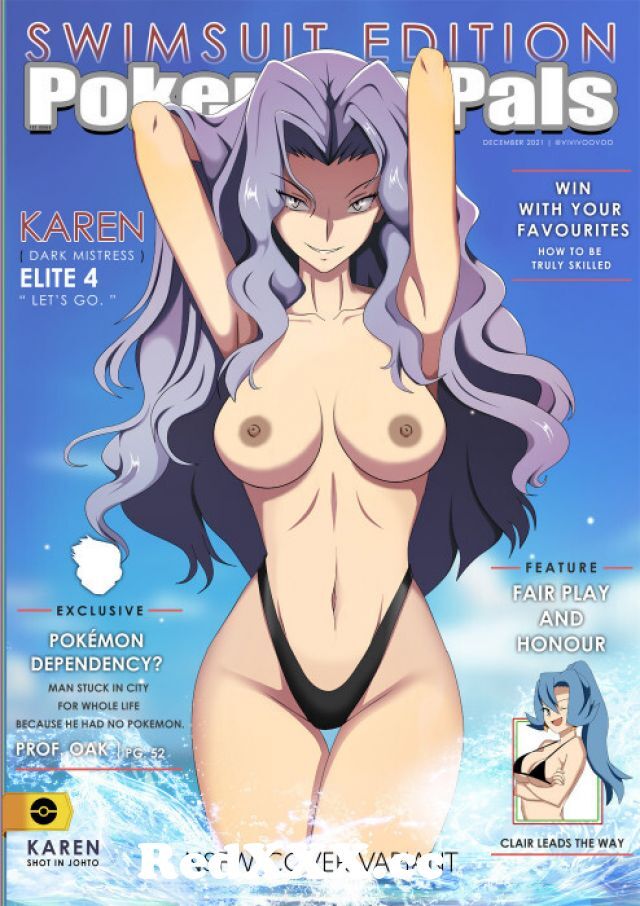 SWIMSUIT EDITION
Pals
DECEMBER 2021 | @VIVIVOOVOO
KAREN
( DARK MISTRESS )
ELITE 4
“ LET'S GO. ”
WIN
WITH YOUR
FAVOURITES
HOW TO BE
TRULY SKILLED
EXCLUSIVE
POKÉMON
DEPENDENCY?
MAN STUCK IN CITY
FOR WHOLE LIFE
BECAUSE HE HAD NO POKEMON.
PROF. OAK | PG. 52
FEATURE
FAIR PLAY
AND
HONOUR
CLAIR LEADS THE WAY
KAREN
SHOT IN JOHTO
COVER VARIANT